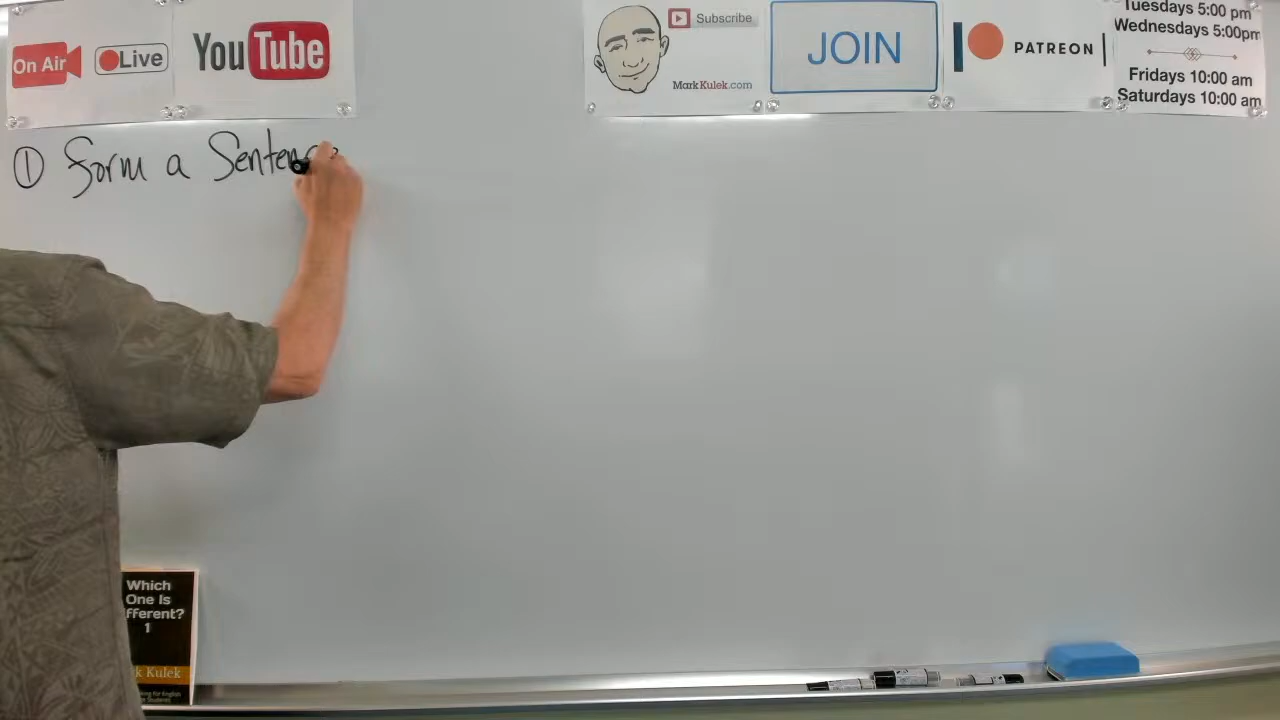 On Air
Live
YouTube
Subscribe
MarkKulek.com
JOIN
PATREON
Tuesdays 5:00 pm
Wednesdays 5:00pm
Fridays 10:00 am
Saturdays 10:00 am
① Form a Senten
Which
One Is
fferent?
1
k Kulek